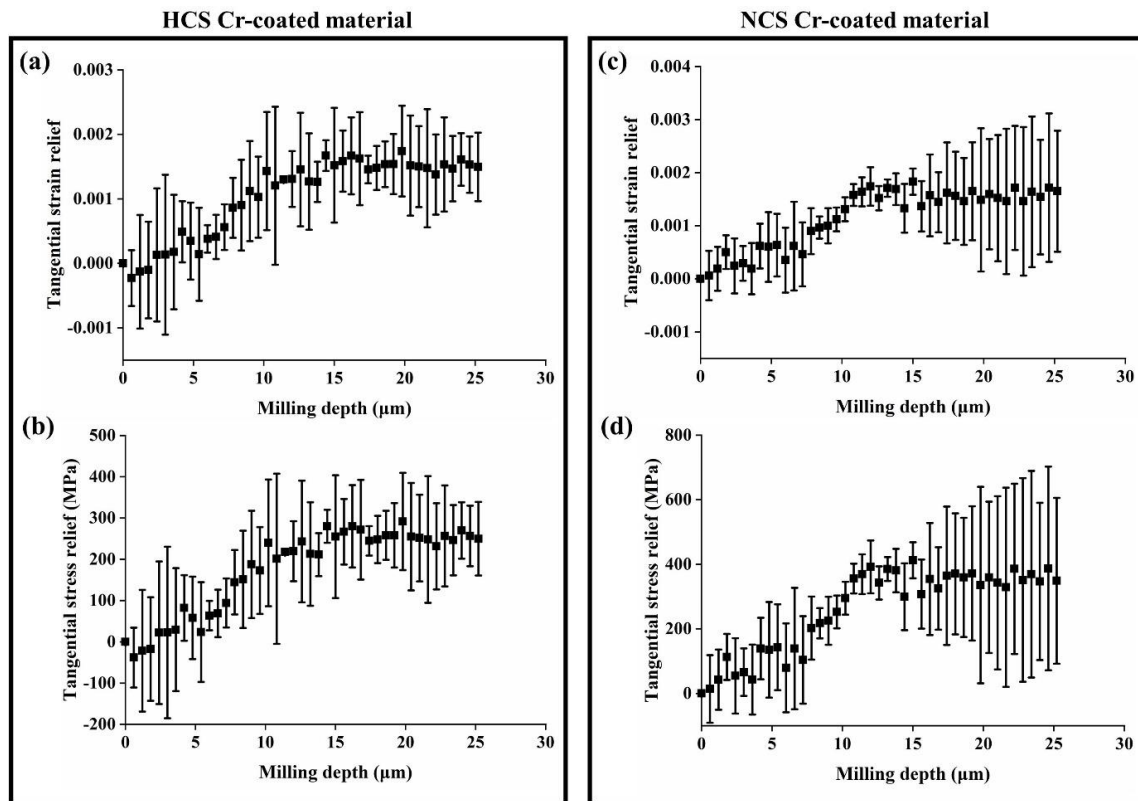 HCS Cr-coated material
NCS Cr-coated material
(a)
Tangential strain relief
0.003
0.002
0.001
0.000
-0.001
0 5 10 15 20 25 30
Milling depth (μm)
(b)
Tangential stress relief (MPa)
500
400
300
200
100
0
-100
-200
0 5 10 15 20 25 30
Milling depth (μm)
(c)
Tangential strain relief
0.004
0.003
0.002
0.001
0.000
-0.001
0 5 10 15 20 25 30
Milling depth (μm)
(d)
Tangential stress relief (MPa)
800
600
400
200
0
0 5 10 15 20 25 30
Milling depth (μm)